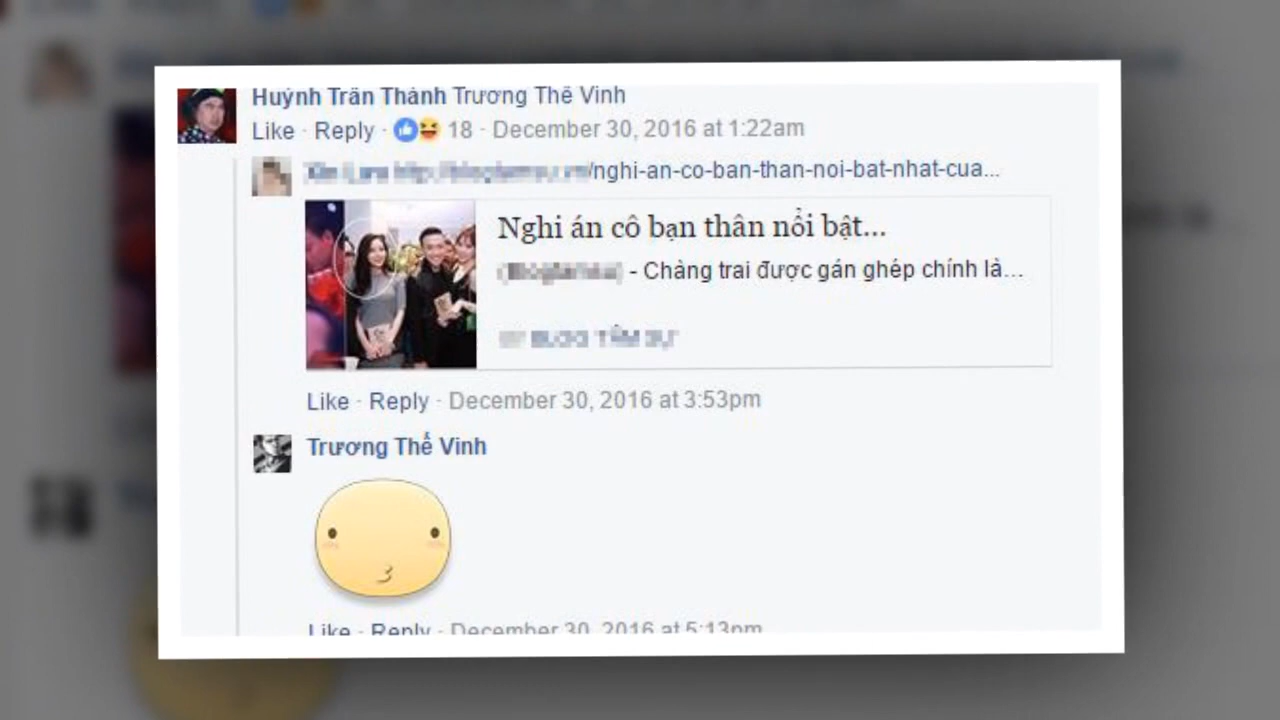 Huỳnh Trấn Thành Trương Thế Vinh
Like · Reply · 18 · December 30, 2016 at 1:22am
/nghi-an-co-ban-than-noi-bat-nhat-cua...
Nghi án cô bạn thân nổi bật...
- Chàng trai được gán ghép chính là...
Like · Reply · December 30, 2016 at 3:53pm
Trương Thế Vinh
Like · Reply · December 30, 2016 at 5:13pm